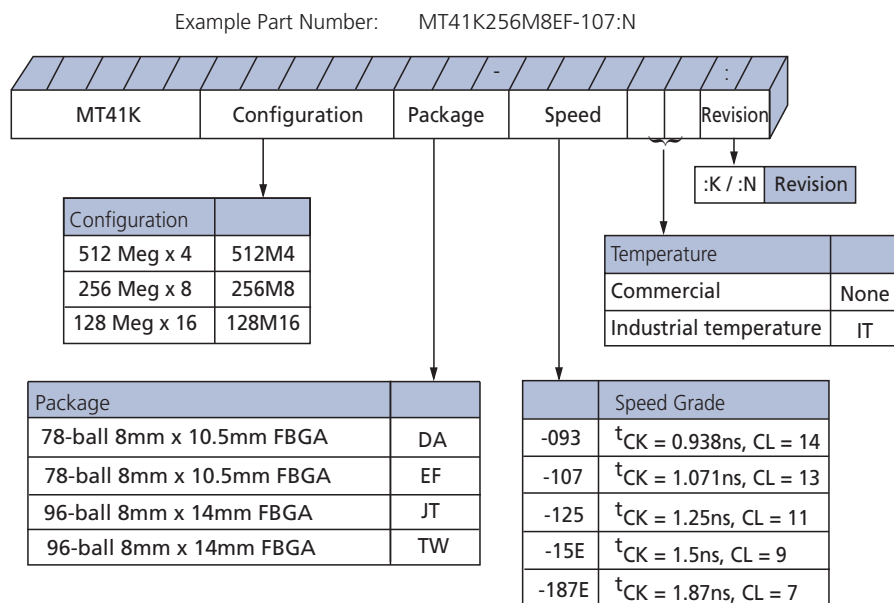 Example Part Number: MT41K256M8EF-107:N
- :
MT41K Configuration Package Speed Revision
:K / :N Revision
Configuration
512 Meg x 4 512M4
256 Meg x 8 256M8
128 Meg x 16 128M16
Temperature
Commercial None
Industrial temperature IT
Package
78-ball 8mm x 10.5mm FBGA DA
78-ball 8mm x 10.5mm FBGA EF
96-ball 8mm x 14mm FBGA JT
96-ball 8mm x 14mm FBGA TW
Speed Grade
-093 tCK = 0.938ns, CL = 14
-107 tCK = 1.071ns, CL = 13
-125 tCK = 1.25ns, CL = 11
-15E tCK = 1.5ns, CL = 9
-187E tCK = 1.87ns, CL = 7